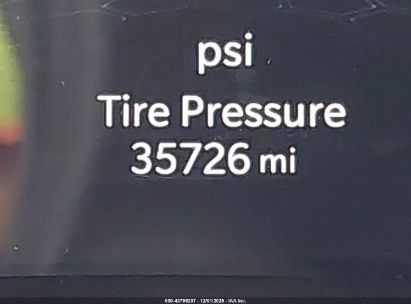 psi
Tire Pressure
35726 mi